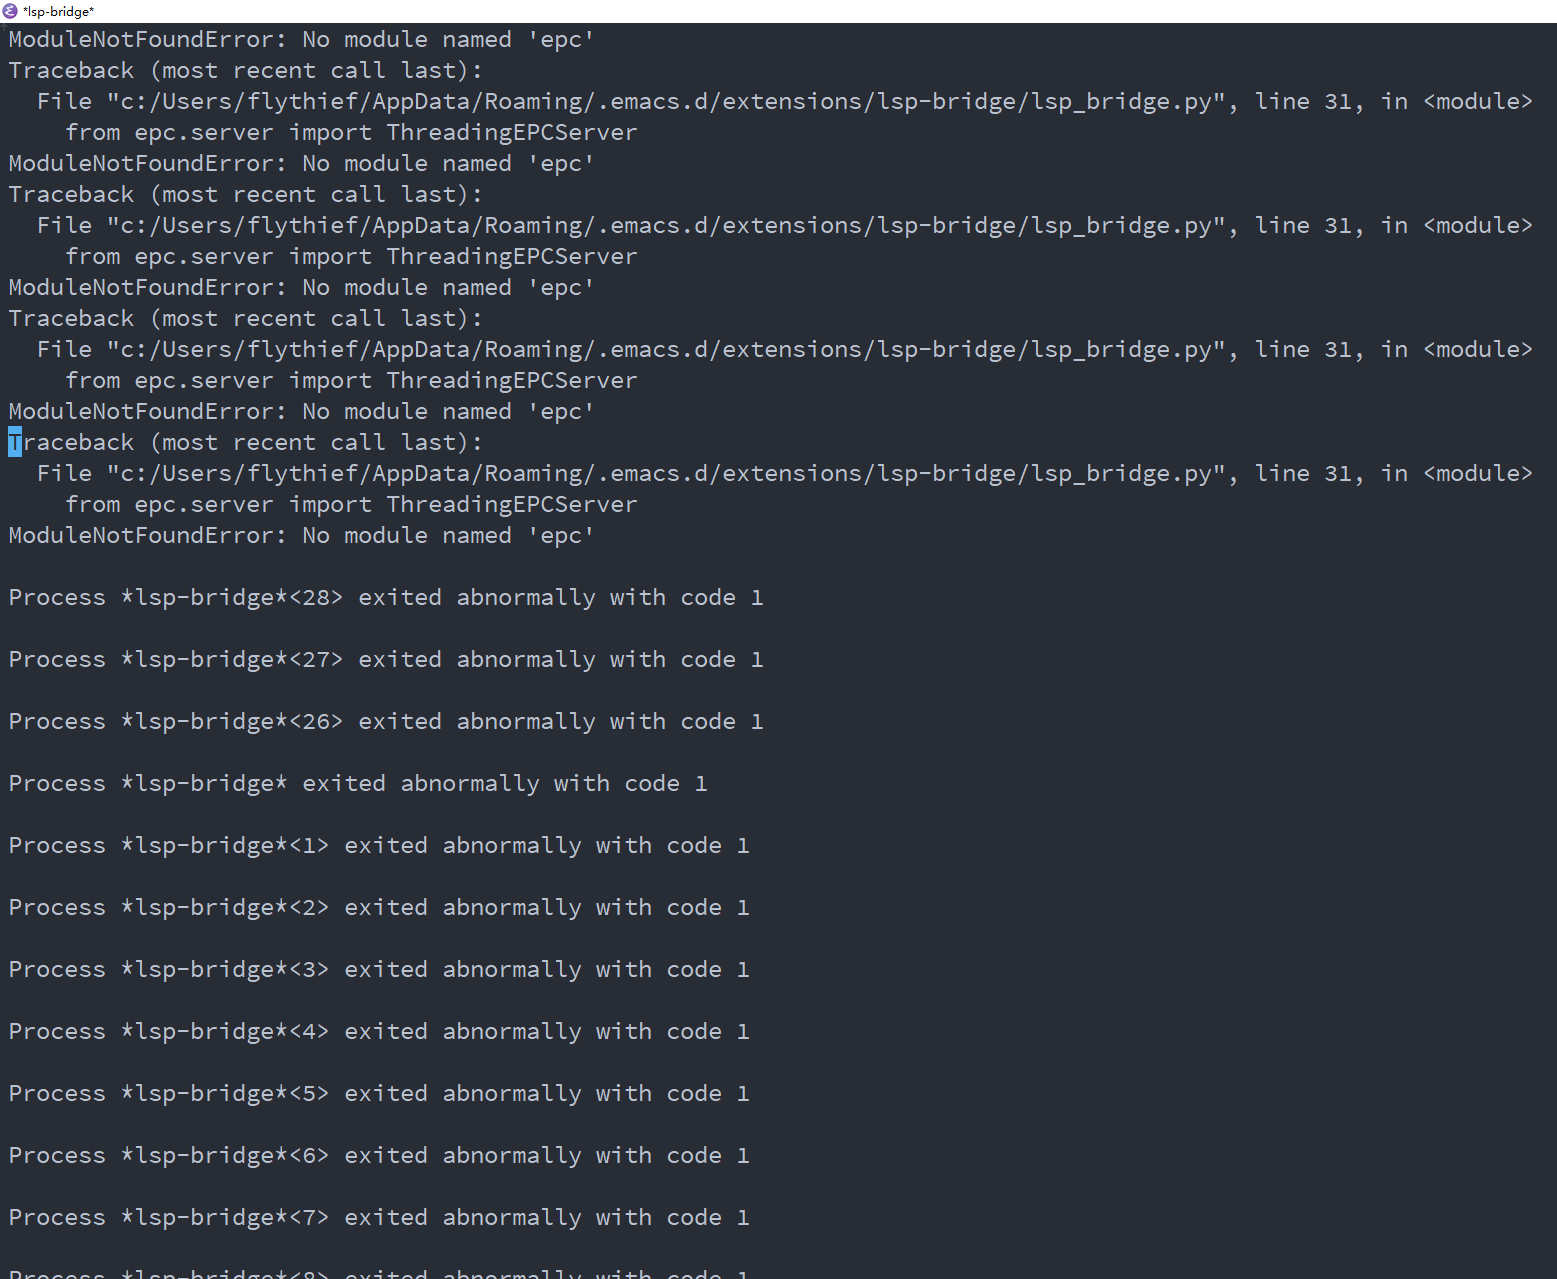 *lsp-bridge*
ModuleNotFoundError: No module named 'epc'
Traceback (most recent call last):
  File "c:/Users/flythief/AppData/Roaming/.emacs.d/extensions/lsp-bridge/lsp_bridge.py", line 31, in <module>
    from epc.server import ThreadingEPCServer
ModuleNotFoundError: No module named 'epc'
Traceback (most recent call last):
  File "c:/Users/flythief/AppData/Roaming/.emacs.d/extensions/lsp-bridge/lsp_bridge.py", line 31, in <module>
    from epc.server import ThreadingEPCServer
ModuleNotFoundError: No module named 'epc'
Traceback (most recent call last):
  File "c:/Users/flythief/AppData/Roaming/.emacs.d/extensions/lsp-bridge/lsp_bridge.py", line 31, in <module>
    from epc.server import ThreadingEPCServer
ModuleNotFoundError: No module named 'epc'
Traceback (most recent call last):
  File "c:/Users/flythief/AppData/Roaming/.emacs.d/extensions/lsp-bridge/lsp_bridge.py", line 31, in <module>
    from epc.server import ThreadingEPCServer
ModuleNotFoundError: No module named 'epc'
Process *lsp-bridge*<28> exited abnormally with code 1
Process *lsp-bridge*<27> exited abnormally with code 1
Process *lsp-bridge*<26> exited abnormally with code 1
Process *lsp-bridge* exited abnormally with code 1
Process *lsp-bridge*<1> exited abnormally with code 1
Process *lsp-bridge*<2> exited abnormally with code 1
Process *lsp-bridge*<3> exited abnormally with code 1
Process *lsp-bridge*<4> exited abnormally with code 1
Process *lsp-bridge*<5> exited abnormally with code 1
Process *lsp-bridge*<6> exited abnormally with code 1
Process *lsp-bridge*<7> exited abnormally with code 1
Process *lsp-bridge*<8> exited abnormally with code 1